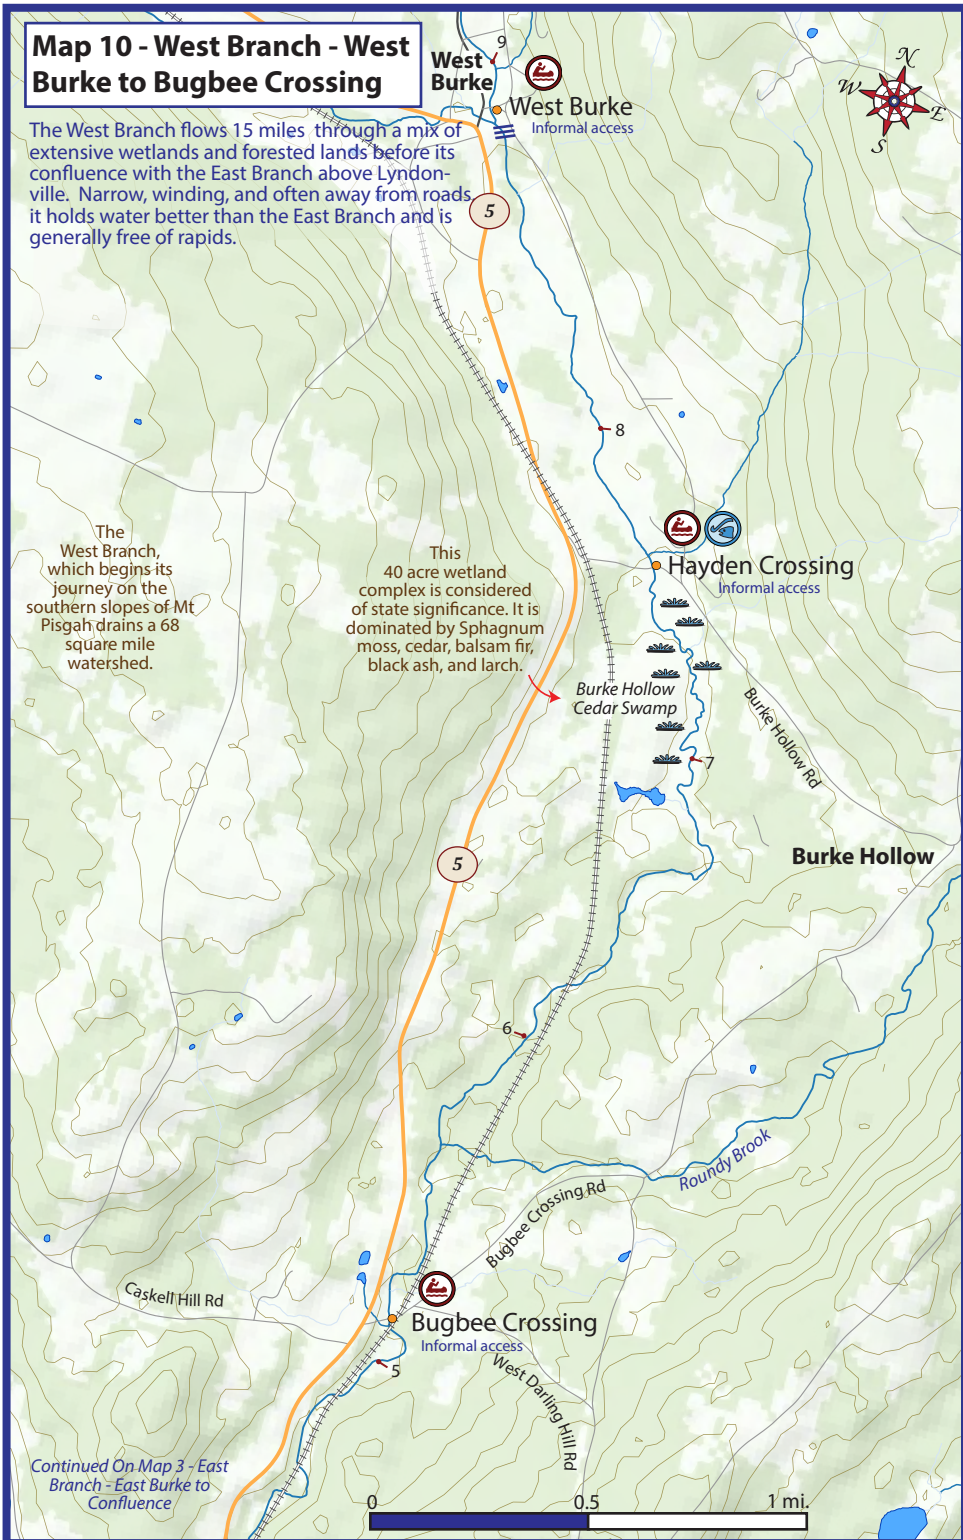 Map 10 - West Branch - West
Burke to Bugbee Crossing
The West Branch flows 15 miles through a mix of
extensive wetlands and forested lands before its
confluence with the East Branch above Lyndon-
ville. Narrow, winding, and often away from roads,
it holds water better than the East Branch and is
generally free of rapids.
West
Burke
9
West Burke
Informal access
N
W
E
S
5
8
The
West Branch,
which begins its
journey on the
southern slopes of Mt
Pisgah drains a 68
square mile
watershed.
This
40 acre wetland
complex is considered
of state significance. It is
dominated by Sphagnum
moss, cedar, balsam fir,
black ash, and larch.
Hayden Crossing
Informal access
Burke Hollow
Cedar Swamp
Burke Hollow Rd
7
Burke Hollow
5
6
Roundy Brook
Bugbee Crossing Rd
Caskell Hill Rd
Bugbee Crossing
Informal access
5
West Darling Hill Rd
Continued On Map 3 - East
Branch - East Burke to
Confluence
0
0.5
1 mi.